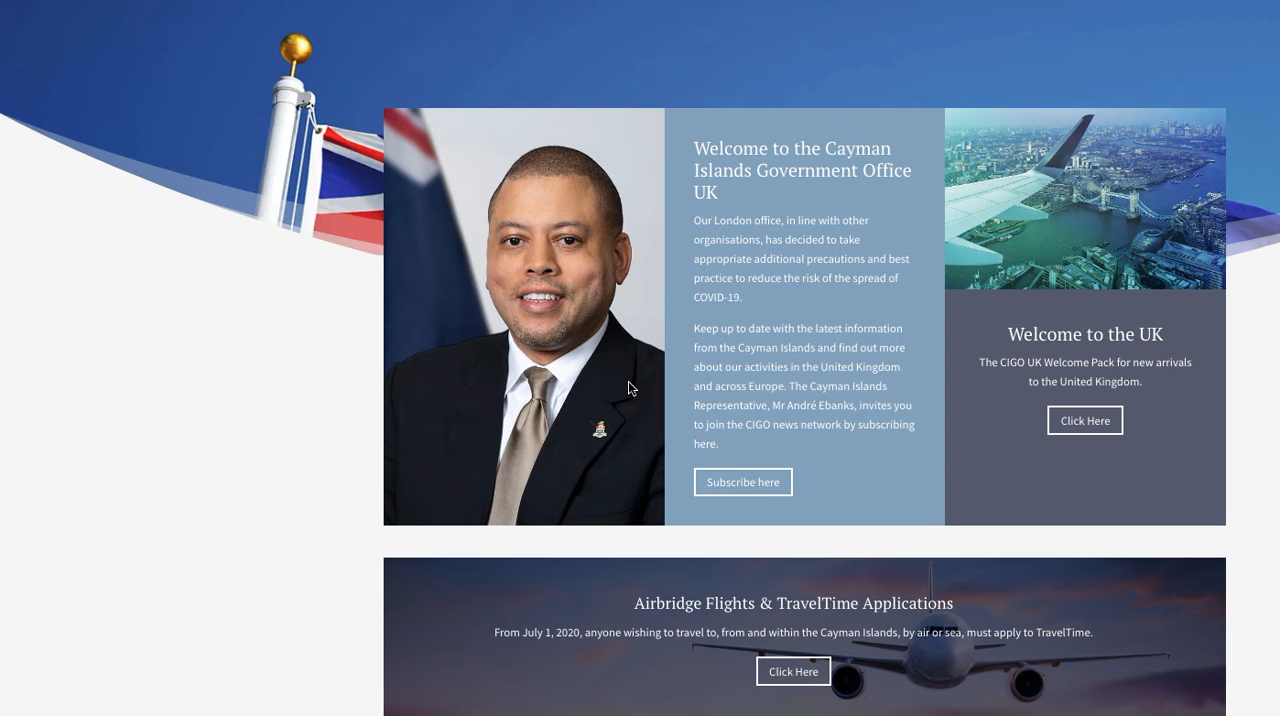 Welcome to the Cayman
Islands Government Office
UK
Our London office, in line with other
organisations, has decided to take
appropriate additional precautions and best
practice to reduce the risk of the spread of
COVID-19.
Keep up to date with the latest information
from the Cayman Islands and find out more
about our activities in the United Kingdom
and across Europe. The Cayman Islands
Representative, Mr André Ebanks, invites you
to join the CIGO news network by subscribing
here.
Subscribe here
Welcome to the UK
The CIGO UK Welcome Pack for new arrivals
to the United Kingdom.
Click Here
Airbridge Flights & TravelTime Applications
From July 1, 2020, anyone wishing to travel to, from and within the Cayman Islands, by air or sea, must apply to TravelTime.
Click Here